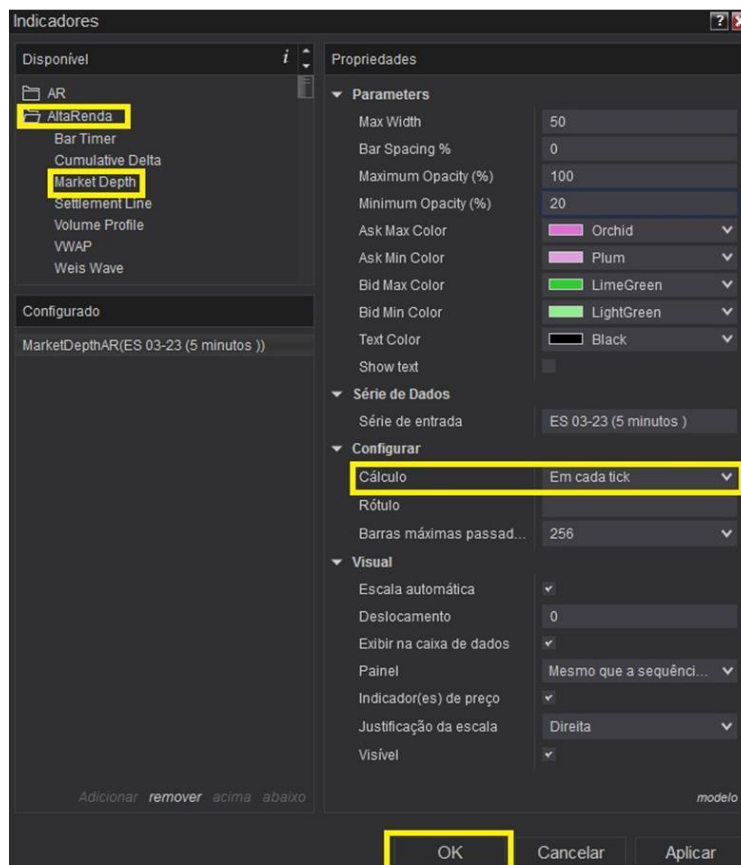 Indicadores
?
Disponível i
AR
AltaRenda
Bar Timer
Cumulative Delta
Market Depth
Settlement Line
Volume Profile
VWAP
Weis Wave
Configurado
MarketDepthAR(ES 03-23 (5 minutos ))
Adicionar remover acima abaixo
Propriedades
Parameters
Max Width 50
Bar Spacing % 0
Maximum Opacity (%) 100
Minimum Opacity (%) 20
Ask Max Color Orchid
Ask Min Color Plum
Bid Max Color LimeGreen
Bid Min Color LightGreen
Text Color Black
Show text
Série de Dados
Série de entrada ES 03-23 (5 minutos )
Configurar
Cálculo Em cada tick
Rótulo
Barras máximas passad... 256
Visual
Escala automática
Deslocamento 0
Exibir na caixa de dados
Painel Mesmo que a sequênci...
Indicador(es) de preço
Justificação da escala Direita
Visível
modelo
OK Cancelar Aplicar